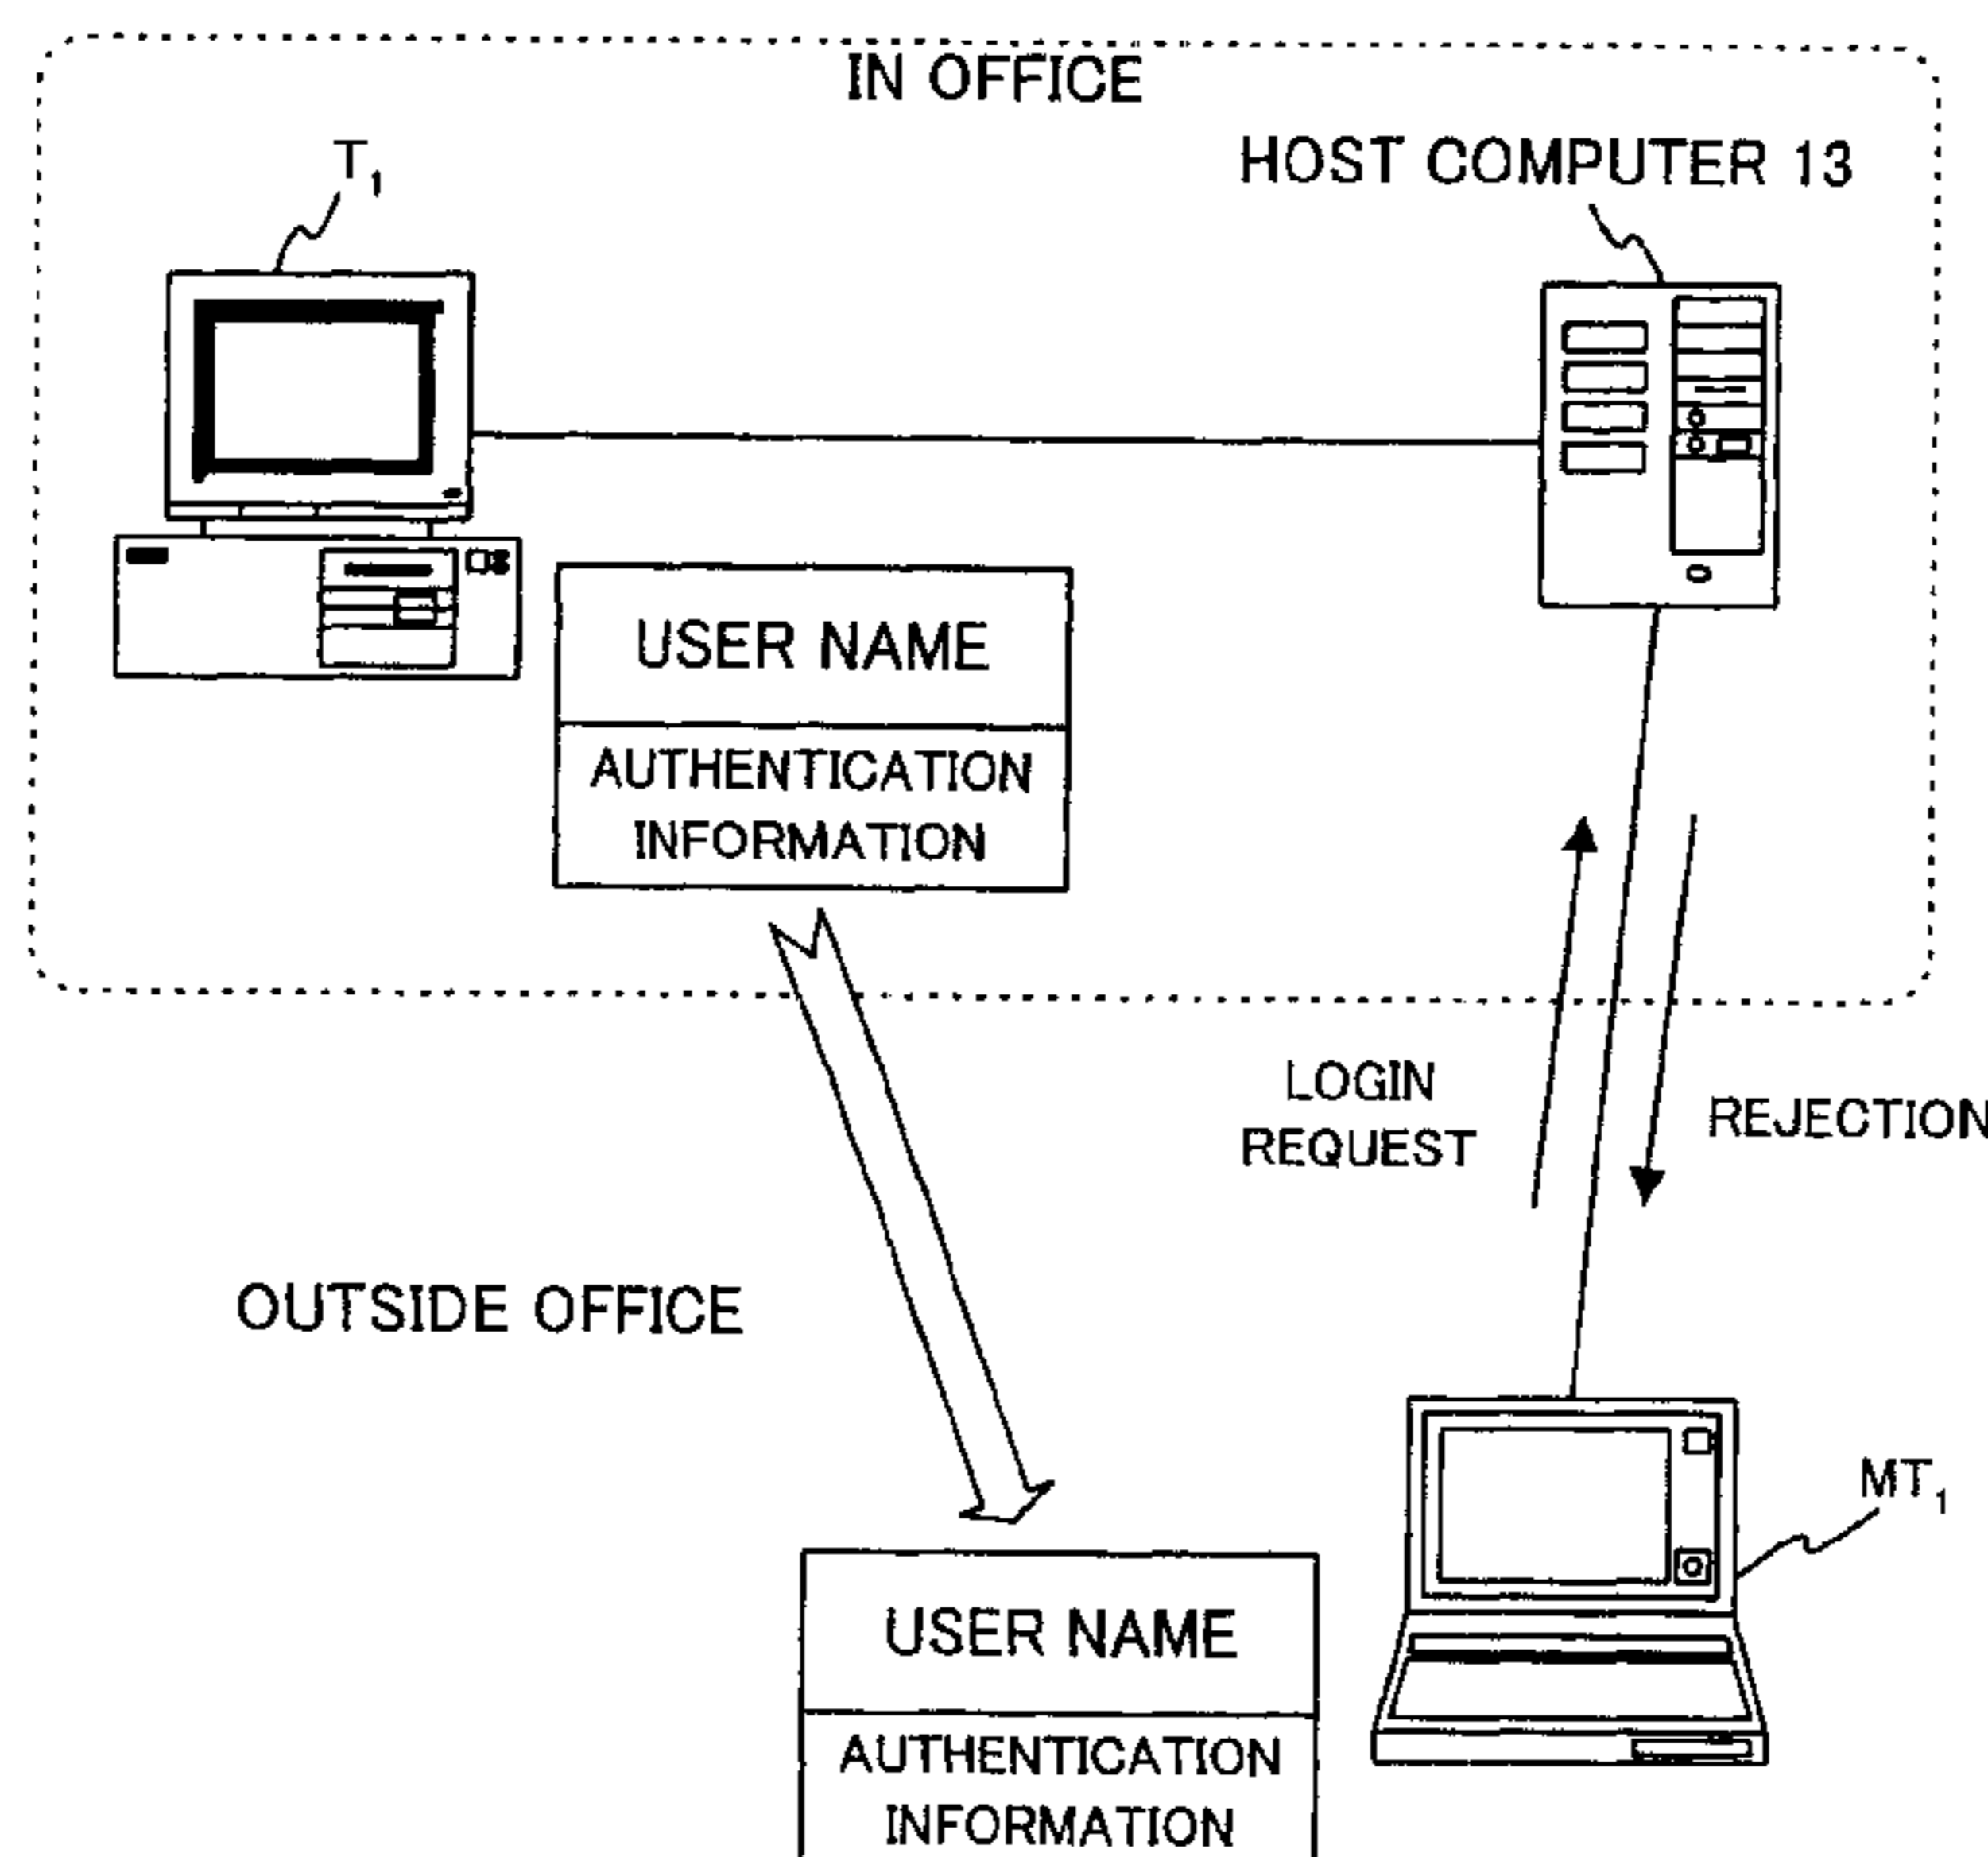 IN OFFICE
T1
HOST COMPUTER 13
USER NAME
AUTHENTICATION
INFORMATION
LOGIN
REQUEST
REJECTION
OUTSIDE OFFICE
MT1
USER NAME
AUTHENTICATION
INFORMATION